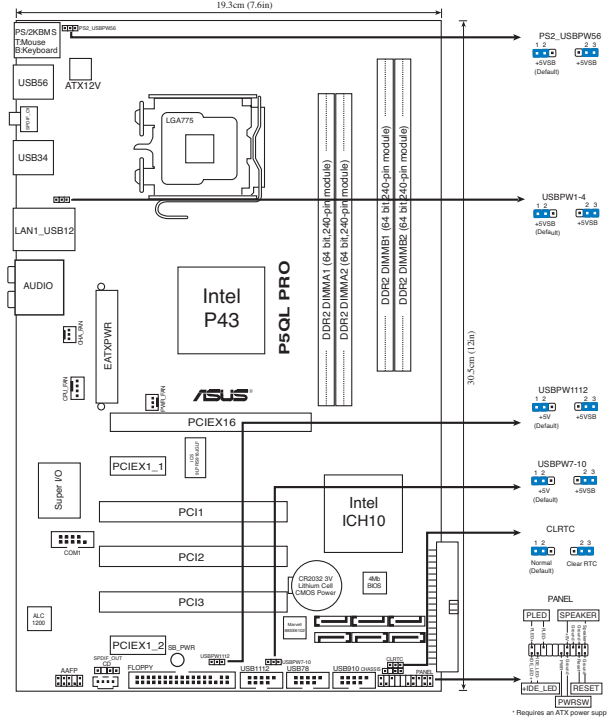 19.3cm (7.6in)
PS/2KBMS
T:Mouse
B:Keyboard
PS2_USBPW56
USB56
ATX12V
SPDIF_O
USB34
LAN1_USB12
AUDIO
LGA775
CHA_FAN
CPU_FAN
EATXPWR
PWR_FAN
Intel
P43
P5QL PRO
/SUS®
DDR2 DIMMA1 (64 bit,240-pin module)
DDR2 DIMMA2 (64 bit,240-pin module)
DDR2 DIMMB1 (64 bit,240-pin module)
DDR2 DIMMB2 (64 bit,240-pin module)
30.5cm (12in)
PCIEX16
PCIEX1_1
ICS
Super I/O
COM1
PCI1
PCI2
PCI3
Intel
ICH10
CR2032 3V
Lithium Cell
CMOS Power
4Mb
BIOS
ALC
1200
Marvell
PCIEX1_2
SB_PWR
AAFP
SPDIF_OUT
CD
FLOPPY
USBPW1112
USB1112
USBPW7-10
USB78
USB910
CHASSIS
CLRTC
PANEL
PS2_USBPW56
1 2
2 3
+5VSB
(Default)
+5VSB
USBPW1-4
1 2
2 3
+5VSB
(Default)
+5VSB
USBPW1112
1 2
2 3
+5V
(Default)
+5VSB
USBPW7-10
1 2
2 3
+5V
(Default)
+5VSB
CLRTC
1 2
2 3
Normal
(Default)
Clear RTC
PANEL
PLED
SPEAKER
+IDE_LED
RESET
PWRSW
* Requires an ATX power supp